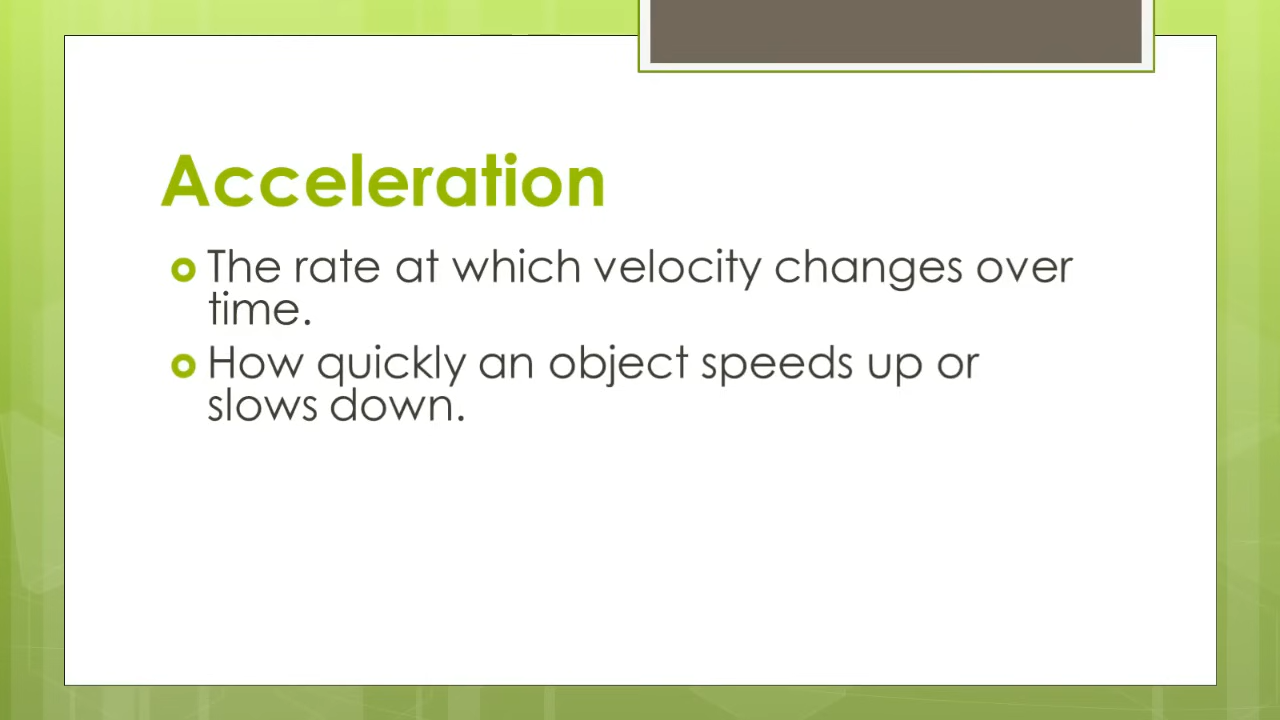 Acceleration
The rate at which velocity changes over
time.
How quickly an object speeds up or
slows down.